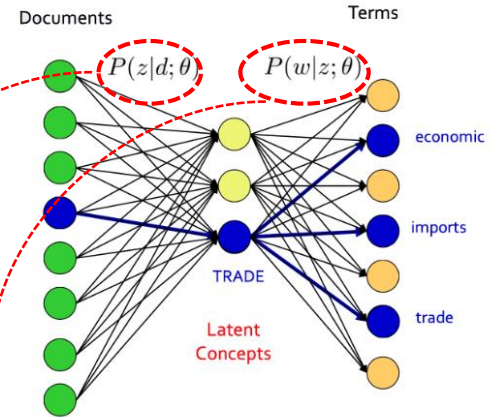 Documents
Terms
P(z|d; θ)
P(w|z; θ)
economic
imports
TRADE
trade
Latent
Concepts